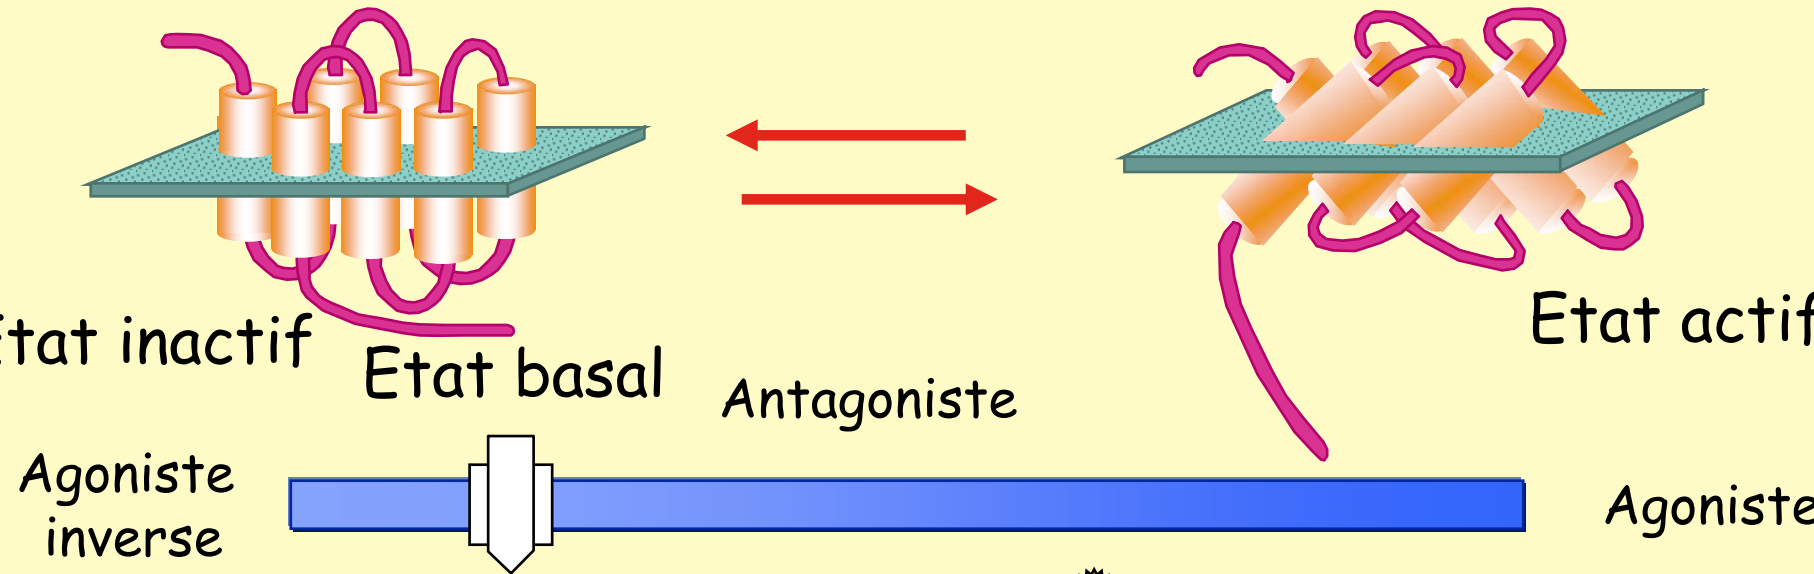 Etat inactif
Etat basal
Etat actif
Antagoniste
Agoniste
inverse
Agoniste